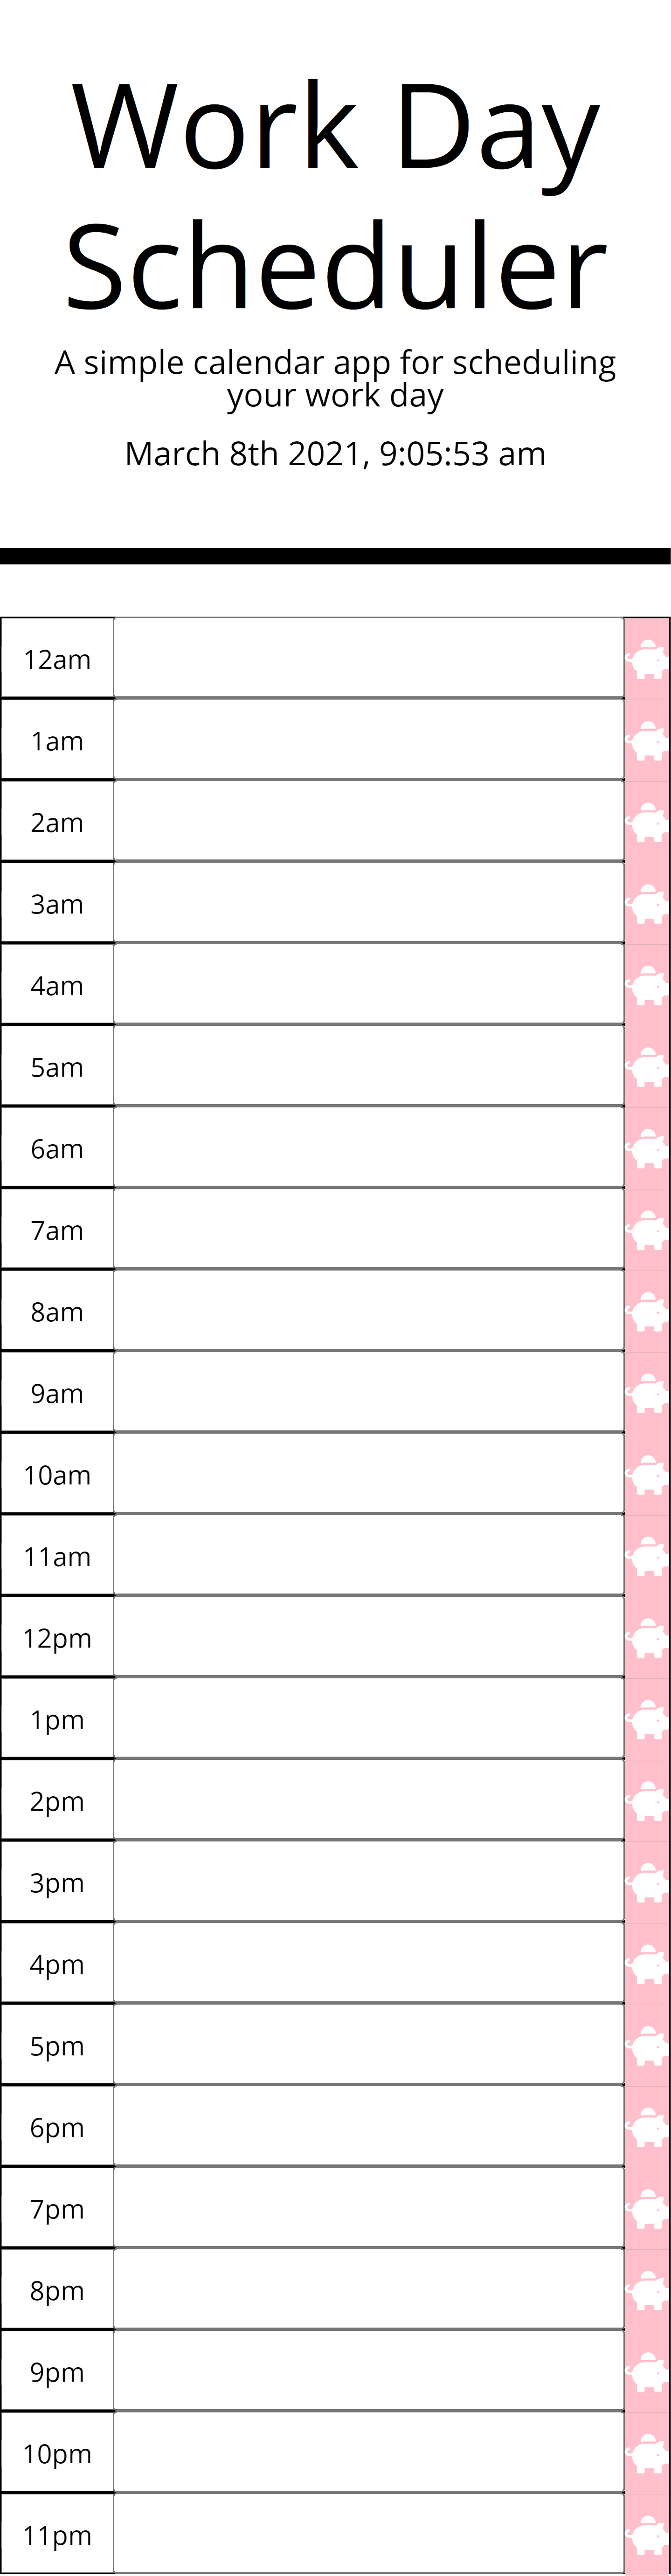 Work Day
Scheduler
A simple calendar app for scheduling
your work day
March 8th 2021, 9:05:53 am
12am
1am
2am
3am
4am
5am
6am
7am
8am
9am
10am
11am
12pm
1pm
2pm
3pm
4pm
5pm
6pm
7pm
8pm
9pm
10pm
11pm